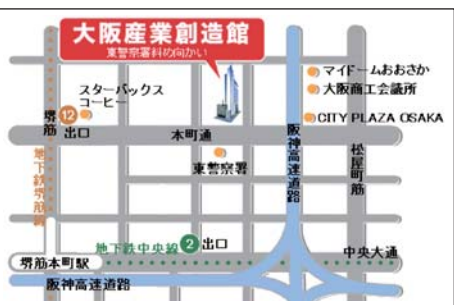 大阪産業創造館
東警察署斜め向かい
マイドームおおさか
大阪商工会議所
CITY PLAZA OSAKA
スターバックス
コーヒー
堺筋
12
出口
本町通
東警察署
地下鉄堺筋線
阪神高速道路
松屋町筋
地下鉄中央線
2
出口
堺筋本町駅
中央大通
阪神高速道路